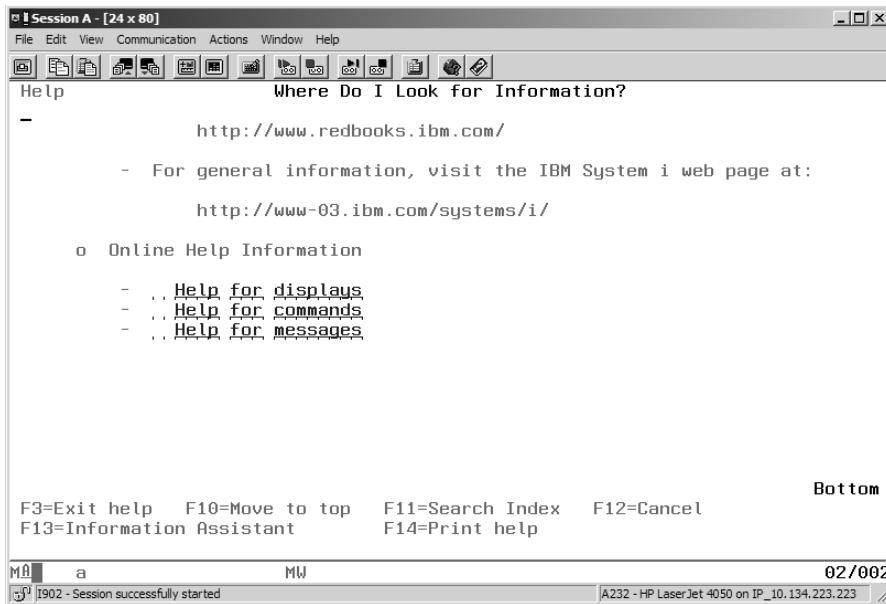 Session A - [24 x 80]
File Edit View Communication Actions Window Help
Help Where Do I Look for Information?
http://www.redbooks.ibm.com/
- For general information, visit the IBM System i web page at:
http://www-03.ibm.com/systems/i/
o Online Help Information
- Help for displays
- Help for commands
- Help for messages
Bottom
F3=Exit help F10=Move to top F11=Search Index F12=Cancel
F13=Information Assistant F14=Print help
MA a MW 02/002
I902 - Session successfully started A232 - HP LaserJet 4050 on IP_10.134.223.223